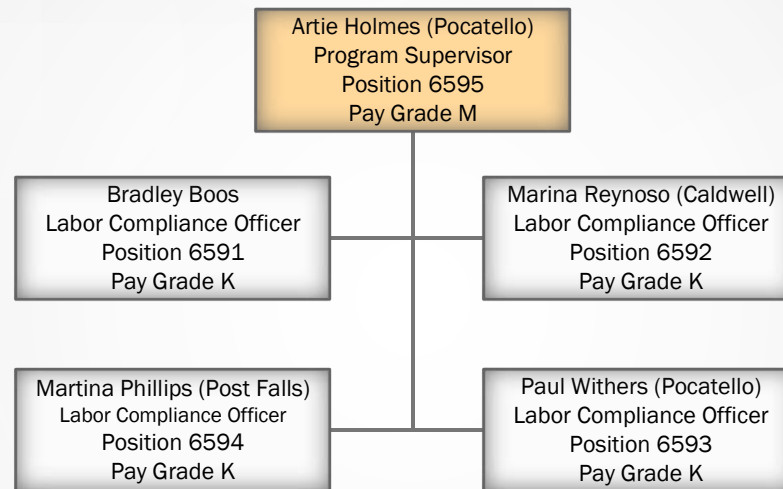 Artie Holmes (Pocatello)
Program Supervisor
Position 6595
Pay Grade M
Bradley Boos
Labor Compliance Officer
Position 6591
Pay Grade K
Marina Reynoso (Caldwell)
Labor Compliance Officer
Position 6592
Pay Grade K
Martina Phillips (Post Falls)
Labor Compliance Officer
Position 6594
Pay Grade K
Paul Withers (Pocatello)
Labor Compliance Officer
Position 6593
Pay Grade K